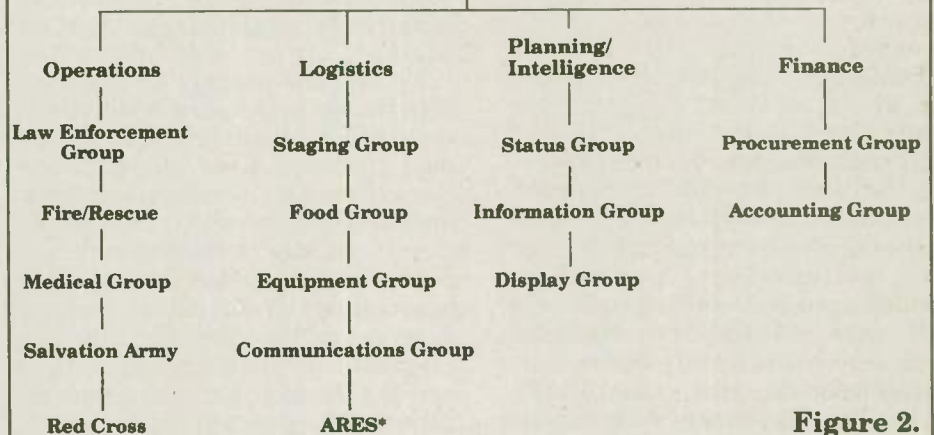 Operations
Law Enforcement
Group
Fire/Rescue
Medical Group
Salvation Army
Red Cross
Logistics
Staging Group
Food Group
Equipment Group
Communications Group
ARES*
Planning/
Intelligence
Status Group
Information Group
Display Group
Finance
Procurement Group
Accounting Group
Figure 2.